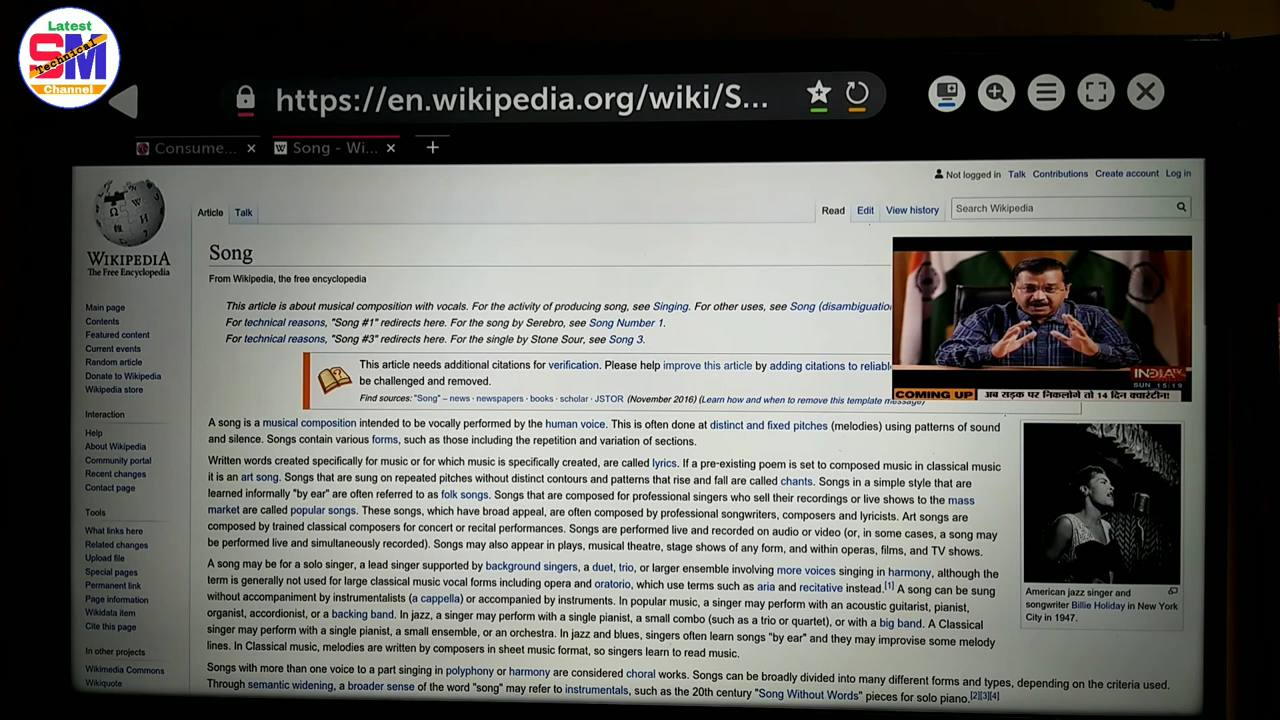 Latest
SM
Technical
Channel
https://en.wikipedia.org/wiki/S...
Consume...
Song - Wi...
Not logged in Talk Contributions Create account Log in
Article Talk
Read Edit View history Search Wikipedia
WIKIPEDIA
The Free Encyclopedia
Main page
Contents
Featured content
Current events
Random article
Donate to Wikipedia
Wikipedia store
Interaction
Help
About Wikipedia
Community portal
Recent changes
Contact page
Tools
What links here
Related changes
Upload file
Special pages
Permanent link
Page information
Wikidata item
Cite this page
In other projects
Wikimedia Commons
Wikiquote
Song
From Wikipedia, the free encyclopedia
This article is about musical composition with vocals. For the activity of producing song, see Singing. For other uses, see Song (disambiguatio
For technical reasons, "Song #1" redirects here. For the song by Serebro, see Song Number 1.
For technical reasons, "Song #3" redirects here. For the single by Stone Sour, see Song 3.
This article needs additional citations for verification. Please help improve this article by adding citations to reliabl
be challenged and removed.
Find sources: "Song" – news · newspapers · books · scholar · JSTOR (November 2016) (Learn how and when to remove this template message)
INDIA TV
SUN 15:19
COMING UP अब सड़क पर निकलोगे तो 14 दिन क्वारंटीन!
A song is a musical composition intended to be vocally performed by the human voice. This is often done at distinct and fixed pitches (melodies) using patterns of sound
and silence. Songs contain various forms, such as those including the repetition and variation of sections.
Written words created specifically for music or for which music is specifically created, are called lyrics. If a pre-existing poem is set to composed music in classical music
it is an art song. Songs that are sung on repeated pitches without distinct contours and patterns that rise and fall are called chants. Songs in a simple style that are
learned informally "by ear" are often referred to as folk songs. Songs that are composed for professional singers who sell their recordings or live shows to the mass
market are called popular songs. These songs, which have broad appeal, are often composed by professional songwriters, composers and lyricists. Art songs are
composed by trained classical composers for concert or recital performances. Songs are performed live and recorded on audio or video (or, in some cases, a song may
be performed live and simultaneously recorded). Songs may also appear in plays, musical theatre, stage shows of any form, and within operas, films, and TV shows.
A song may be for a solo singer, a lead singer supported by background singers, a duet, trio, or larger ensemble involving more voices singing in harmony, although the
term is generally not used for large classical music vocal forms including opera and oratorio, which use terms such as aria and recitative instead.[1] A song can be sung
without accompaniment by instrumentalists (a cappella) or accompanied by instruments. In popular music, a singer may perform with an acoustic guitarist, pianist,
organist, accordionist, or a backing band. In jazz, a singer may perform with a single pianist, a small combo (such as a trio or quartet), or with a big band. A Classical
singer may perform with a single pianist, a small ensemble, or an orchestra. In jazz and blues, singers often learn songs "by ear" and they may improvise some melody
lines. In Classical music, melodies are written by composers in sheet music format, so singers learn to read music.
Songs with more than one voice to a part singing in polyphony or harmony are considered choral works. Songs can be broadly divided into many different forms and types, depending on the criteria used.
Through semantic widening, a broader sense of the word "song" may refer to instrumentals, such as the 20th century "Song Without Words" pieces for solo piano.[2][3][4]
American jazz singer and
songwriter Billie Holiday in New York
City in 1947.